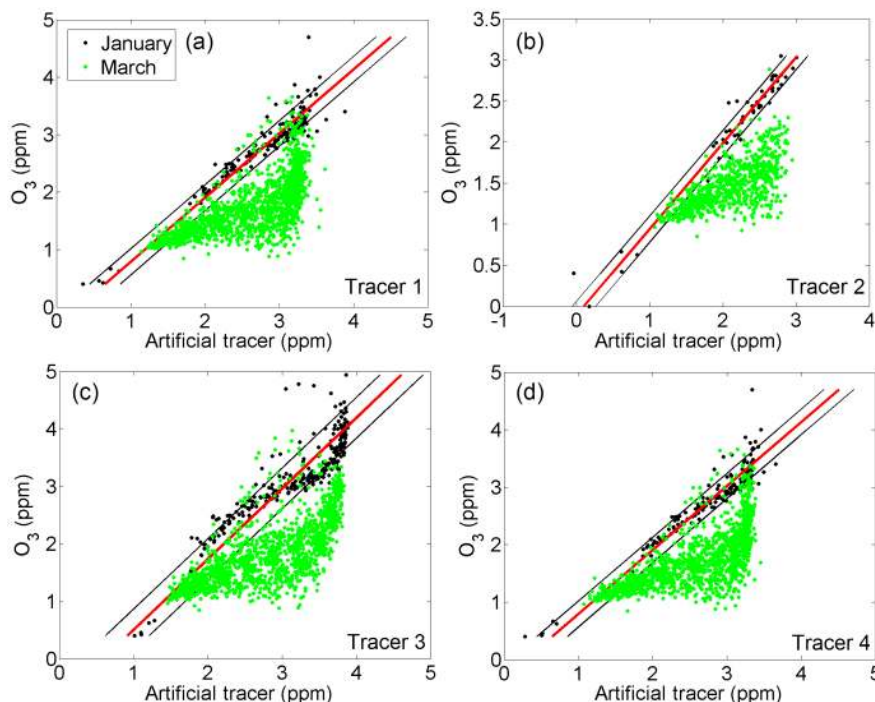 January
March
(a)
5
4
3
2
1
0
O3 (ppm)
0 1 2 3 4 5
Artificial tracer (ppm)
Tracer 1
(b)
3.5
3
2.5
2
1.5
1
0.5
0
O3 (ppm)
-1 0 1 2 3 4
Artificial tracer (ppm)
Tracer 2
(c)
5
4
3
2
1
0
O3 (ppm)
0 1 2 3 4 5
Artificial tracer (ppm)
Tracer 3
(d)
5
4
3
2
1
0
O3 (ppm)
0 1 2 3 4 5
Artificial tracer (ppm)
Tracer 4